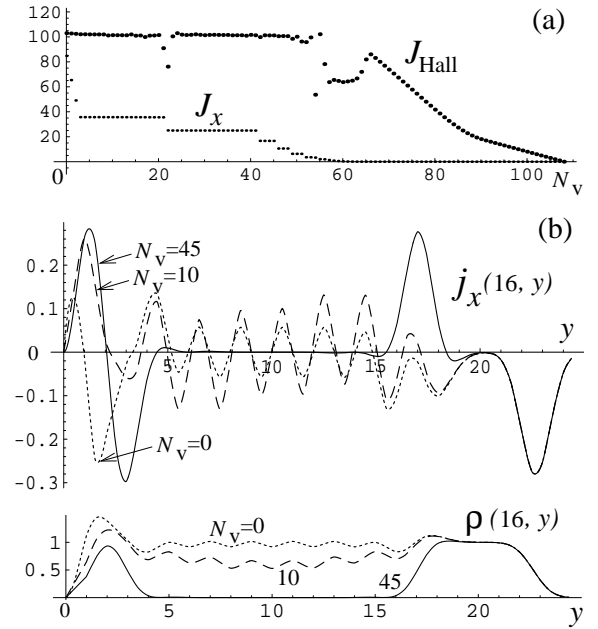 (a)
120
100
80
60
40
20
J_Hall
J_x
0 20 40 60 80 100 N_v
(b)
N_v=45
N_v=10
j_x(16, y)
0.2
0.1
0
-0.1
-0.2
-0.3
5 10 15 20 y
N_v=0
ρ(16, y)
N_v=0
1
0.5
10
45
0 5 10 15 20 y